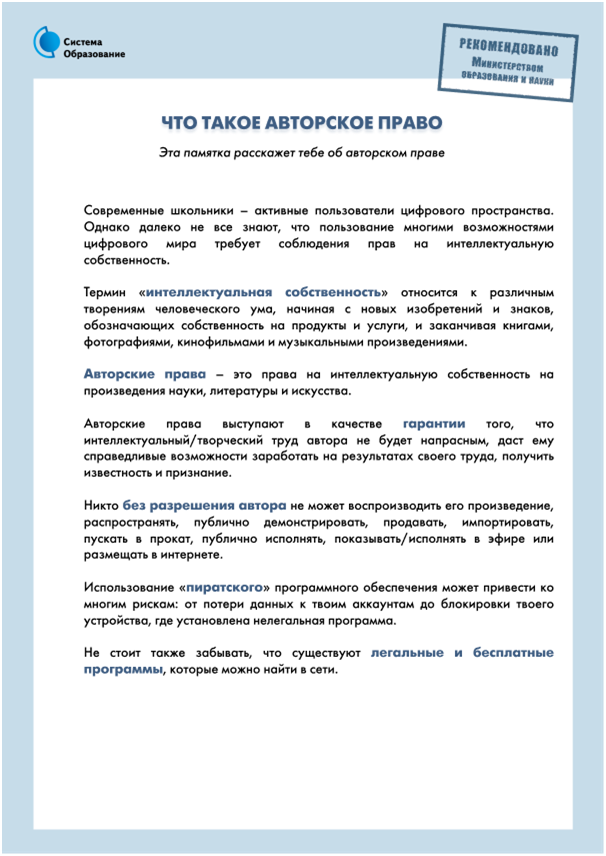 Система
Образование
РЕКОМЕНДОВАНО
Министерством
образования и науки
ЧТО ТАКОЕ АВТОРСКОЕ ПРАВО
Эта памятка расскажет тебе об авторском праве
Современные школьники – активные пользователи цифрового пространства.
Однако далеко не все знают, что пользование многими возможностями
цифрового мира требует соблюдения прав на интеллектуальную
собственность.
Термин «интеллектуальная собственность» относится к различным
творениям человеческого ума, начиная с новых изобретений и знаков,
обозначающих собственность на продукты и услуги, и заканчивая книгами,
фотографиями, кинофильмами и музыкальными произведениями.
Авторские права – это права на интеллектуальную собственность на
произведения науки, литературы и искусства.
Авторские права выступают в качестве гарантии того, что
интеллектуальный/творческий труд автора не будет напрасным, даст ему
справедливые возможности заработать на результатах своего труда, получить
известность и признание.
Никто без разрешения автора не может воспроизводить его произведение,
распространять, публично демонстрировать, продавать, импортировать,
пускать в прокат, публично исполнять, показывать/исполнять в эфире или
размещать в интернете.
Использование «пиратского» программного обеспечения может привести ко
многим рискам: от потери данных к твоим аккаунтам до блокировки твоего
устройства, где установлена нелегальная программа.
Не стоит также забывать, что существуют легальные и бесплатные
программы, которые можно найти в сети.